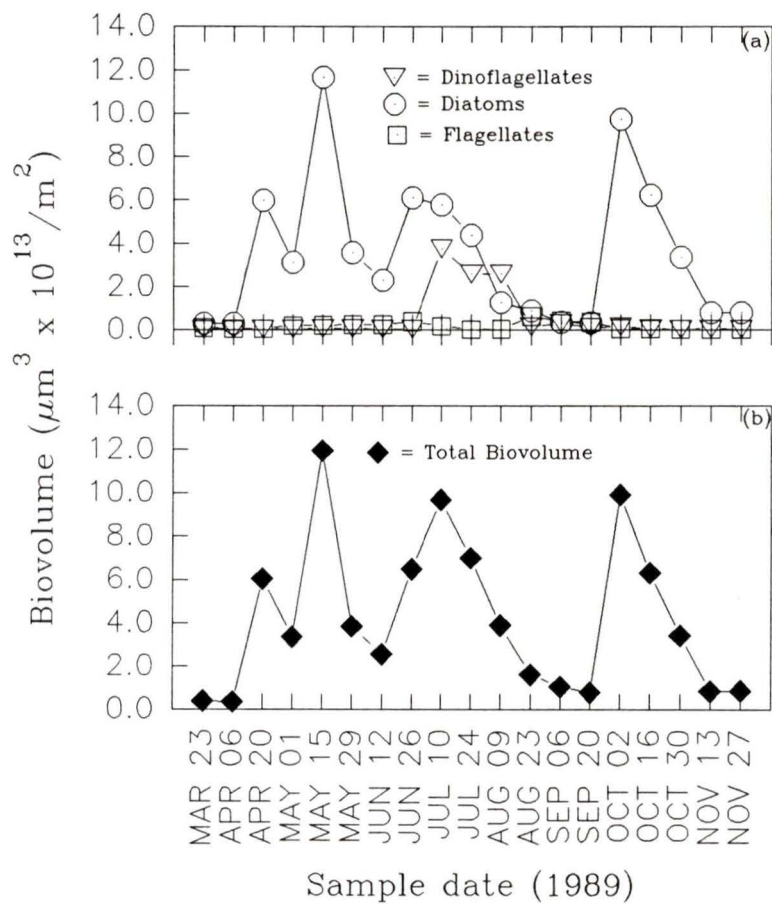 (a)
14.0
12.0
10.0
8.0
6.0
4.0
2.0
0.0
= Dinoflagellates
= Diatoms
= Flagellates
Biovolume (μm³ x 10¹³/m²)
(b)
14.0
12.0
10.0
8.0
6.0
4.0
2.0
0.0
= Total Biovolume
MAR 23
APR 06
APR 20
MAY 01
MAY 15
MAY 29
JUN 12
JUN 26
JUL 10
JUL 24
AUG 09
AUG 23
SEP 06
SEP 20
OCT 02
OCT 16
OCT 30
NOV 13
NOV 27
Sample date (1989)